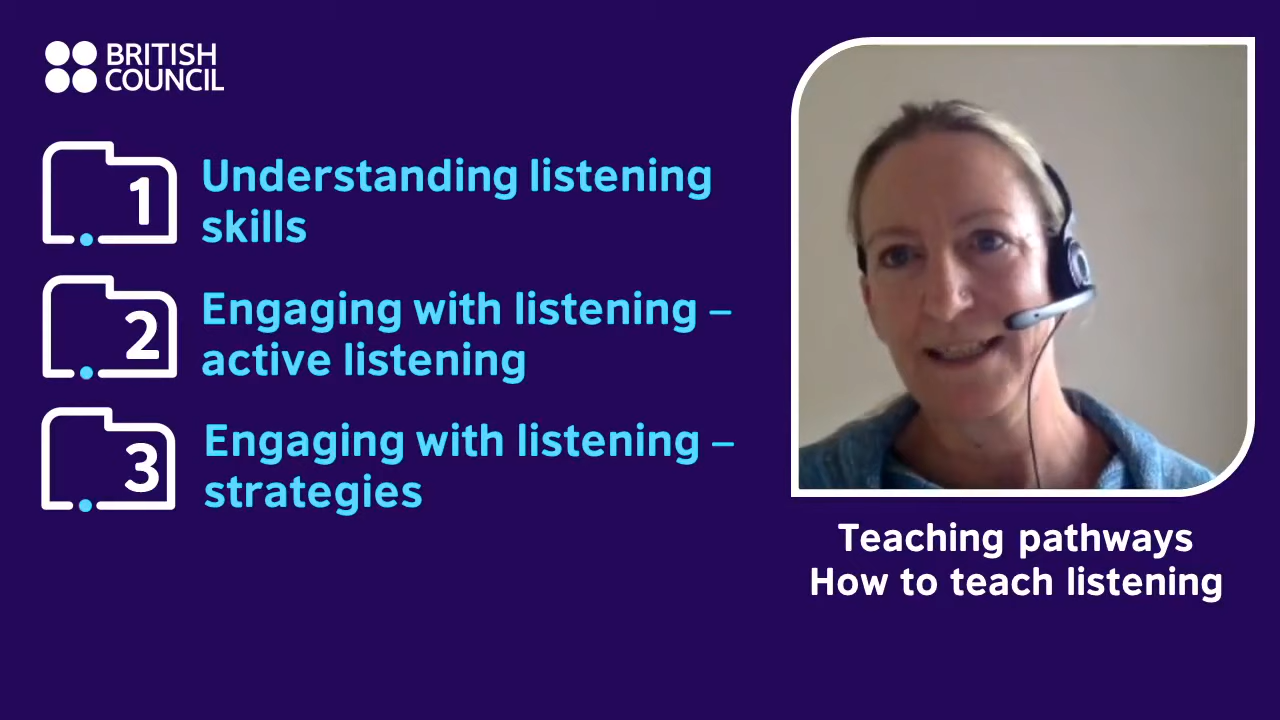 BRITISH
COUNCIL
1
Understanding listening
skills
2
Engaging with listening –
active listening
3
Engaging with listening –
strategies
Teaching pathways
How to teach listening